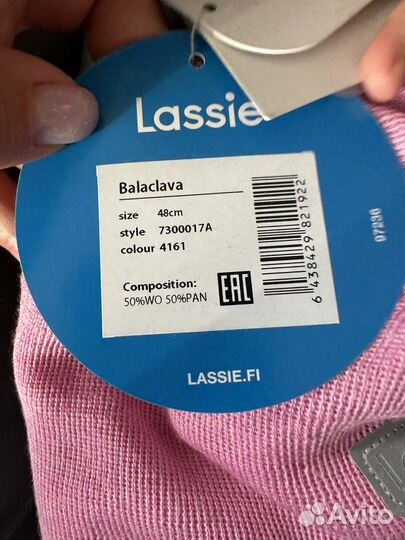 Lassie.
Balaclava
size 48cm
style 7300017A
colour 4161
Composition:
50%WO 50%PAN
EAC
6 438429 821922
97236
LASSIE.FI
Avito